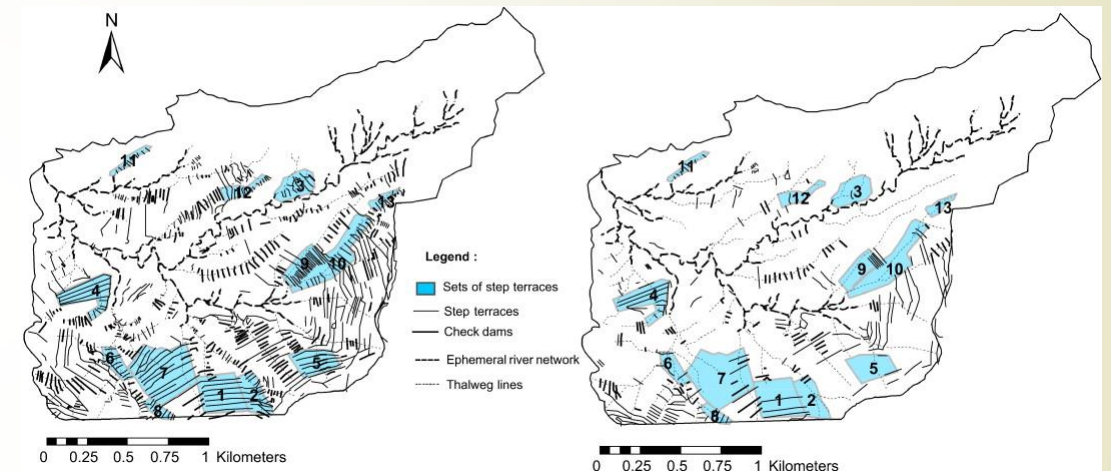 N
11
12
3
13
9
10
4
6
7
5
1
2
8
Legend :
Sets of step terraces
Step terraces
Check dams
Ephemeral river network
Thalweg lines
0 0.25 0.5 0.75 1 Kilometers
11
12
3
13
9
10
4
6
7
5
1
2
8
0 0.25 0.5 0.75 1 Kilometers